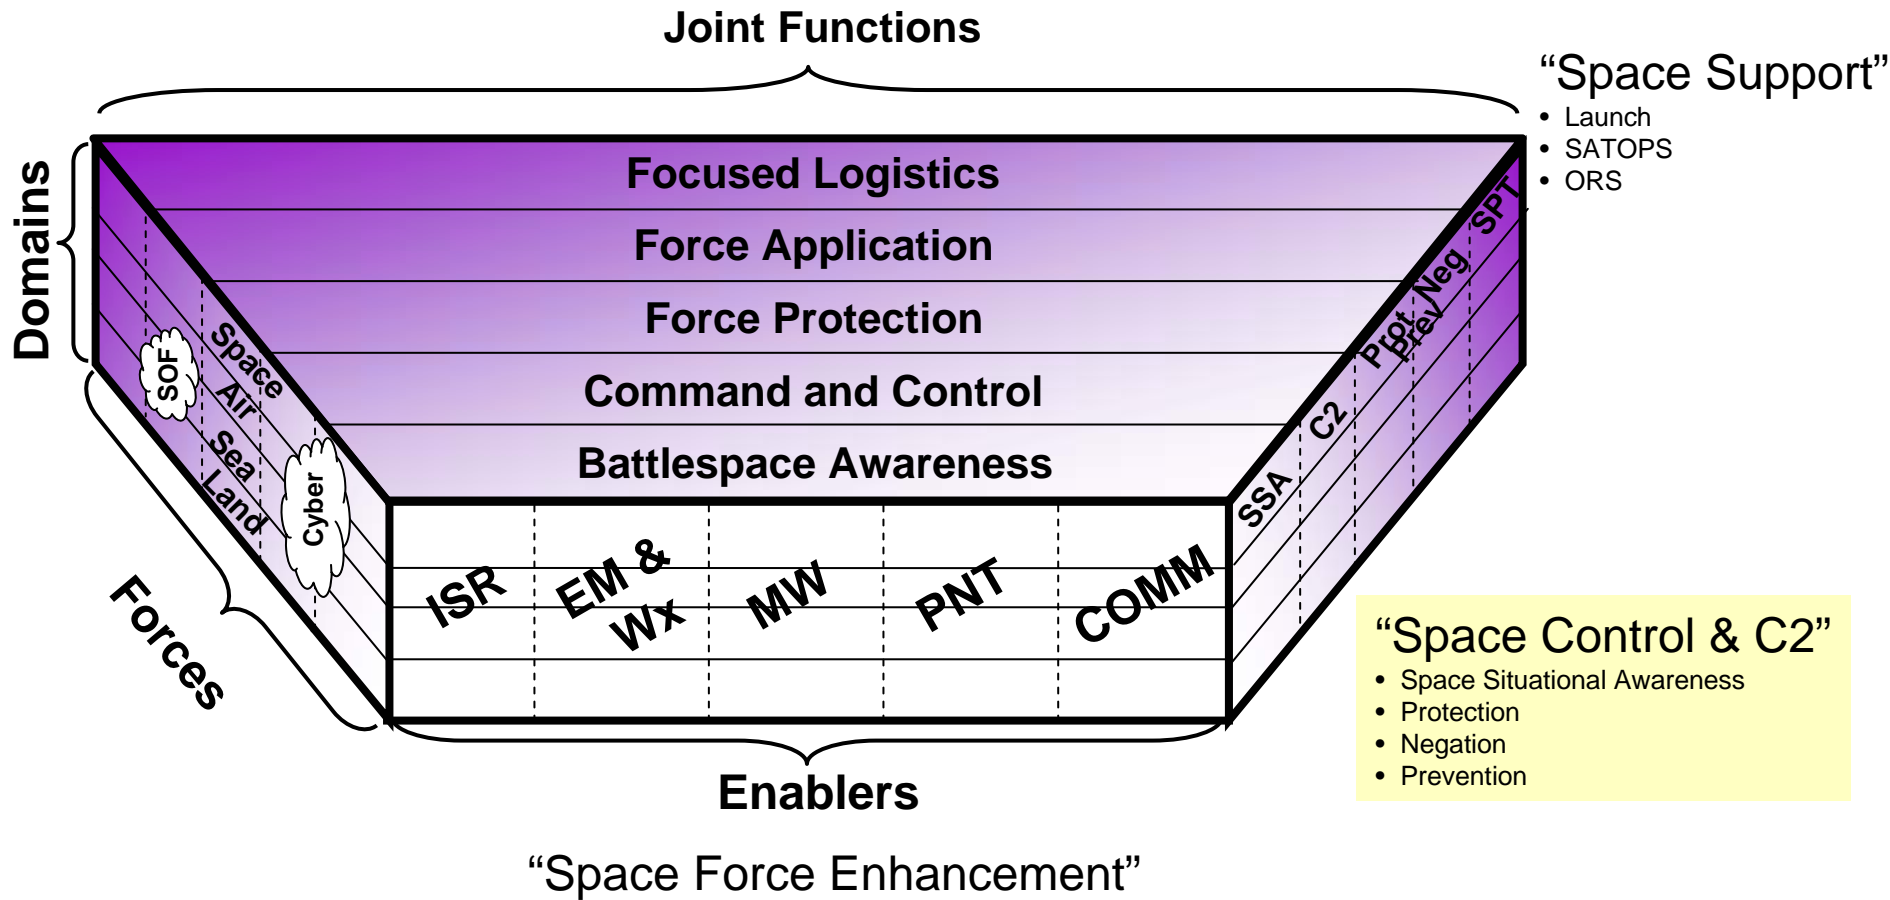 Joint Functions
“Space Support”
• Launch
• SATOPS
• ORS
Domains
Focused Logistics
Force Application
Force Protection
Command and Control
Battlespace Awareness
Space
Air
Sea
Land
SOF
Cyber
SPT
Neg
Prev
Prot
C2
SSA
Forces
ISR
EM &
Wx
MW
PNT
COMM
“Space Control & C2”
• Space Situational Awareness
• Protection
• Negation
• Prevention
Enablers
“Space Force Enhancement”